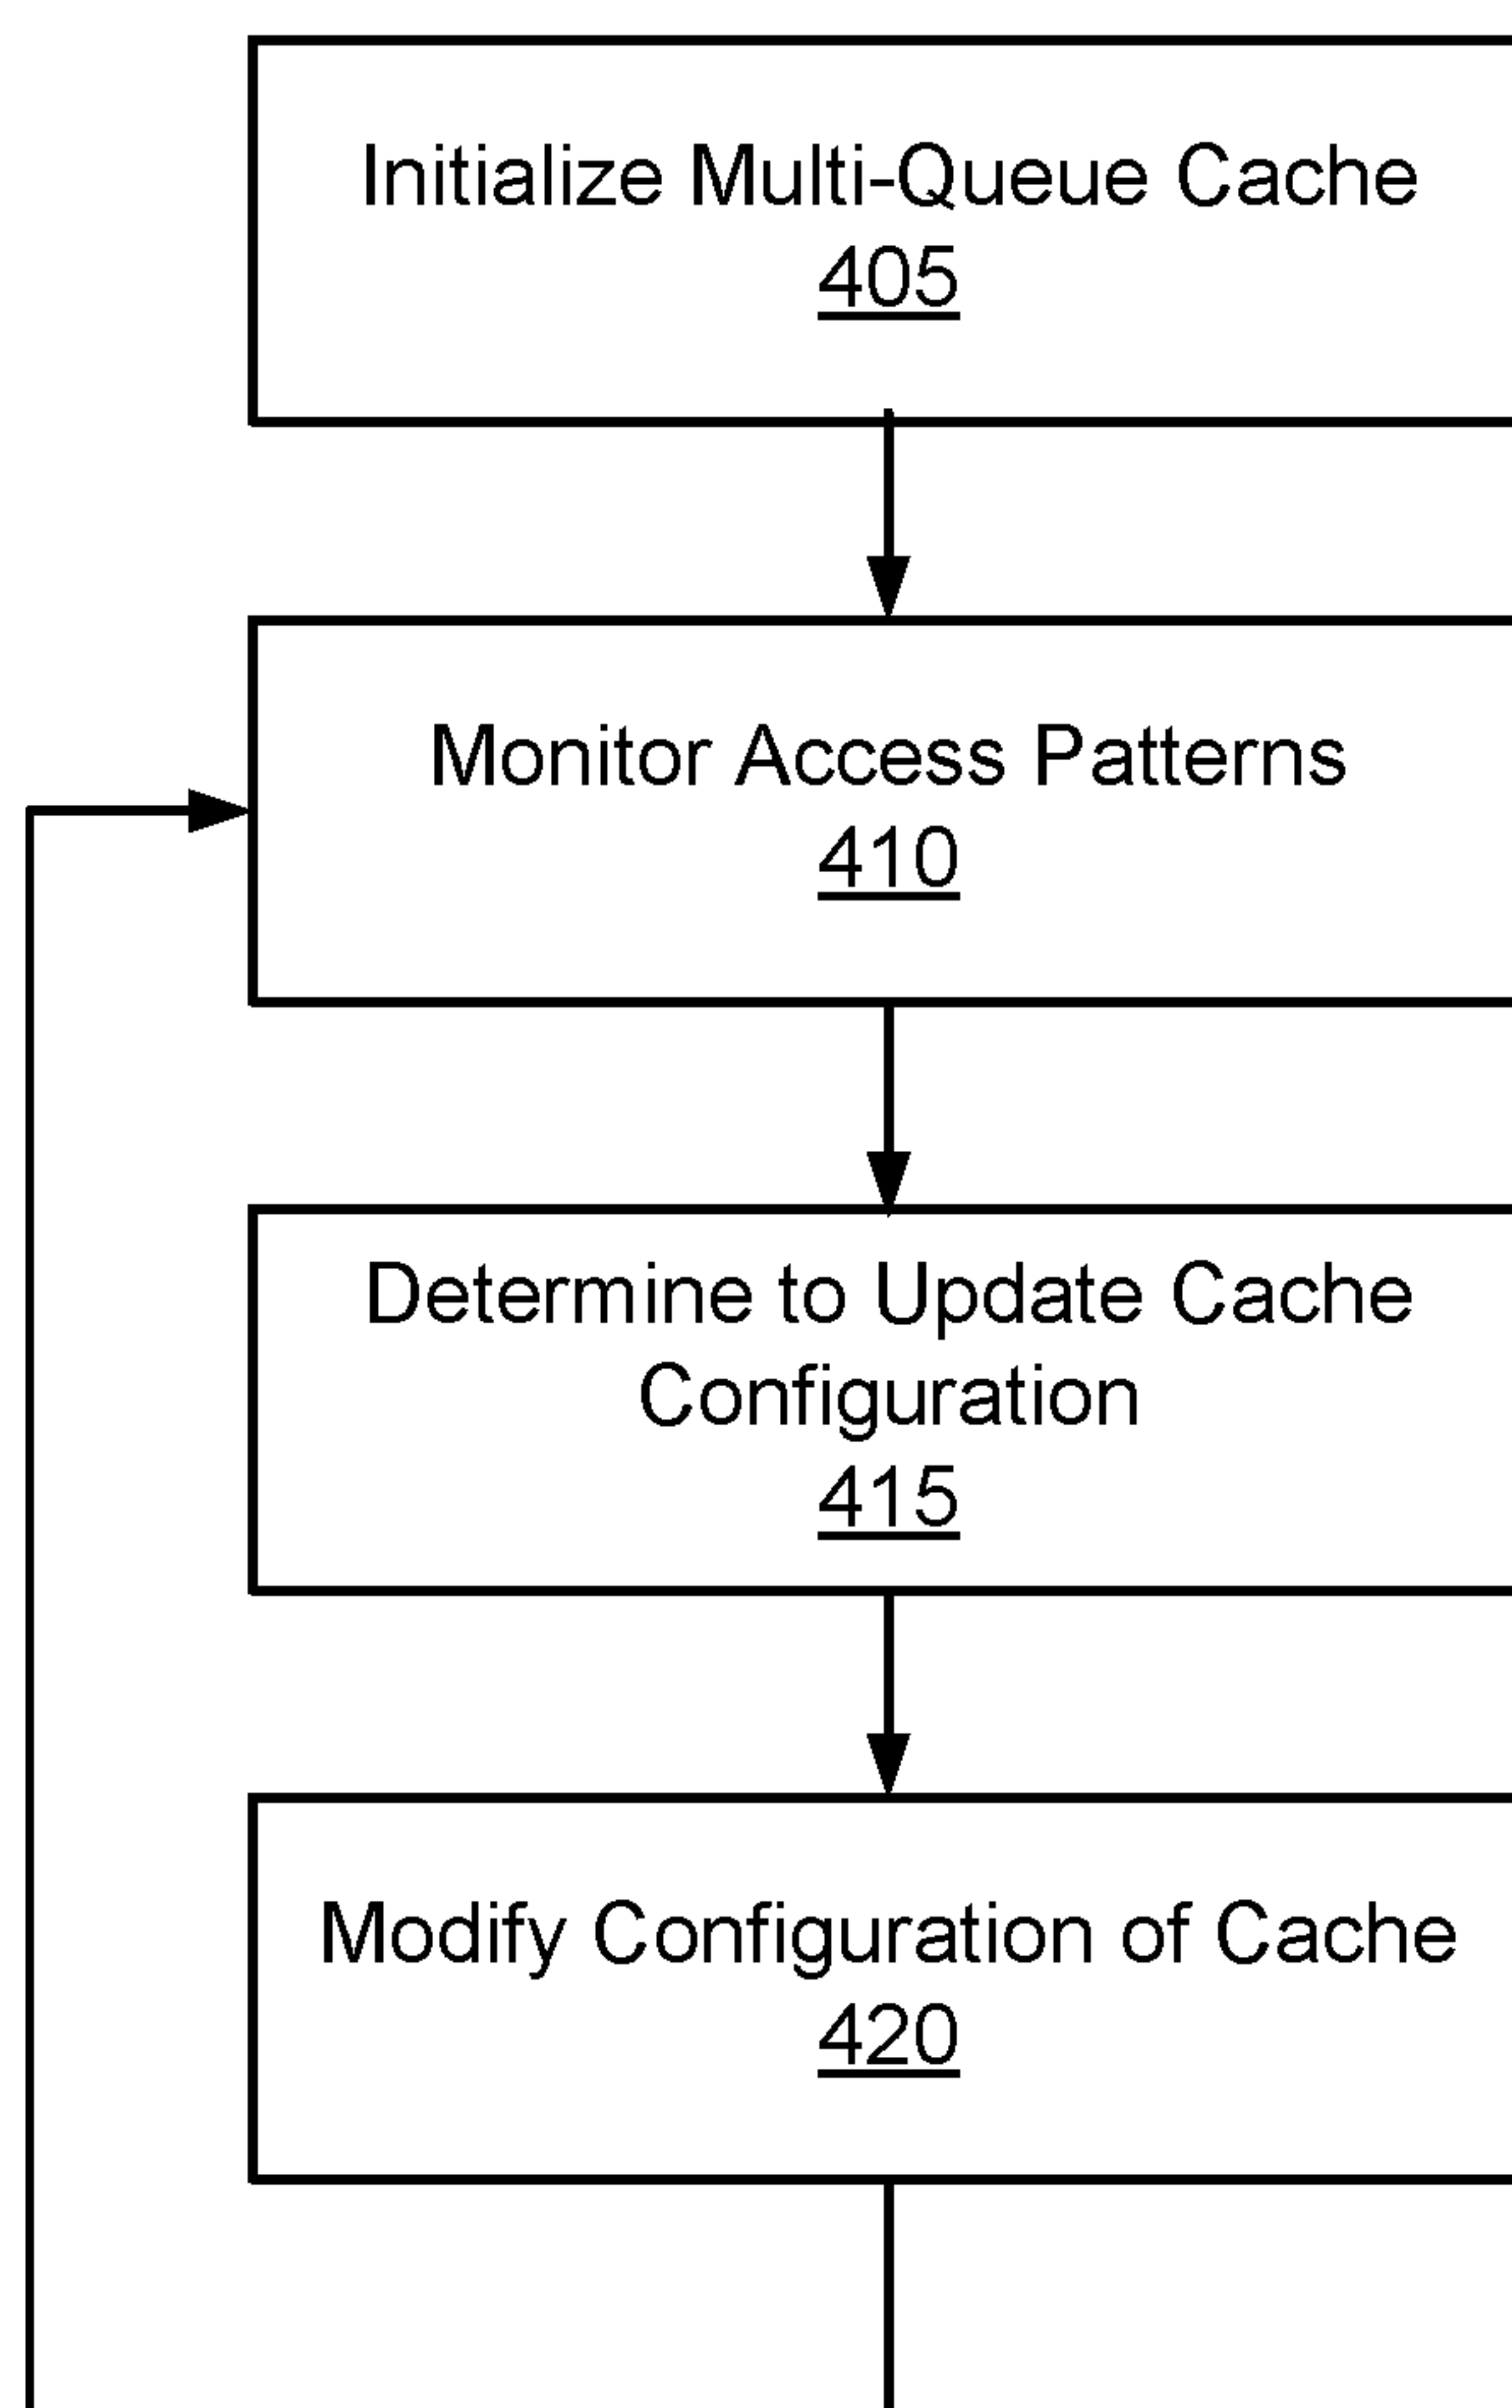 Initialize Multi-Queue Cache
405
Monitor Access Patterns
410
Determine to Update Cache
Configuration
415
Modify Configuration of Cache
420